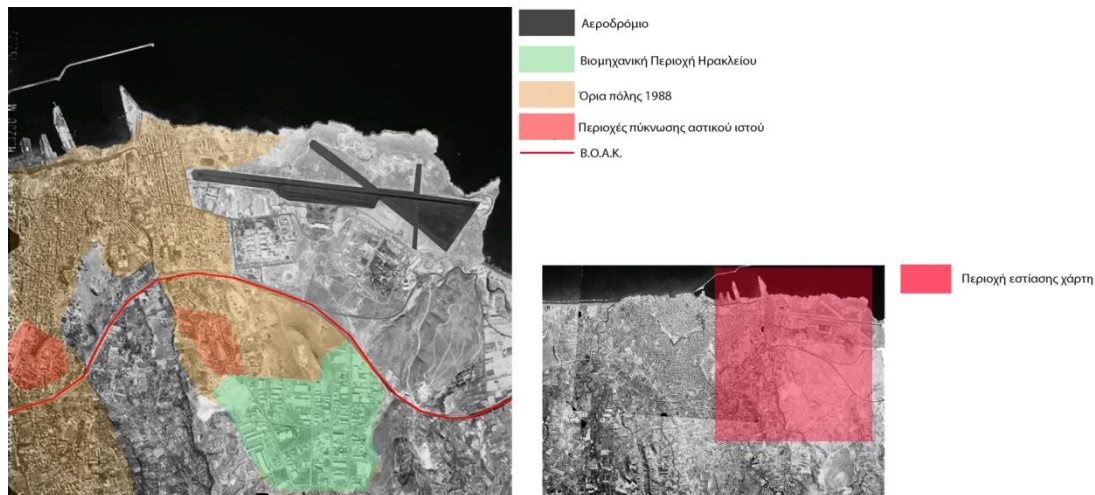 Αεροδρόμιο
Βιομηχανική Περιοχή Ηρακλείου
Όρια πόλης 1988
Περιοχές πύκνωσης αστικού ιστού
Β.Ο.Α.Κ.
Περιοχή εστίασης χάρτη